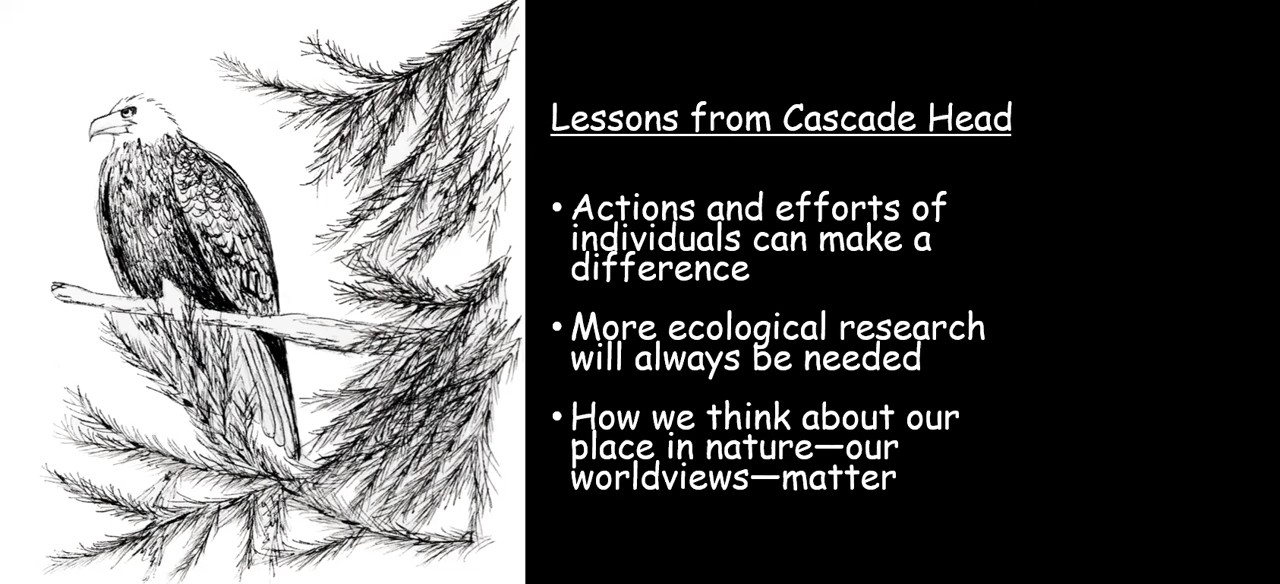 Lessons from Cascade Head
• Actions and efforts of
individuals can make a
difference
• More ecological research
will always be needed
• How we think about our
place in nature—our
worldviews—matter